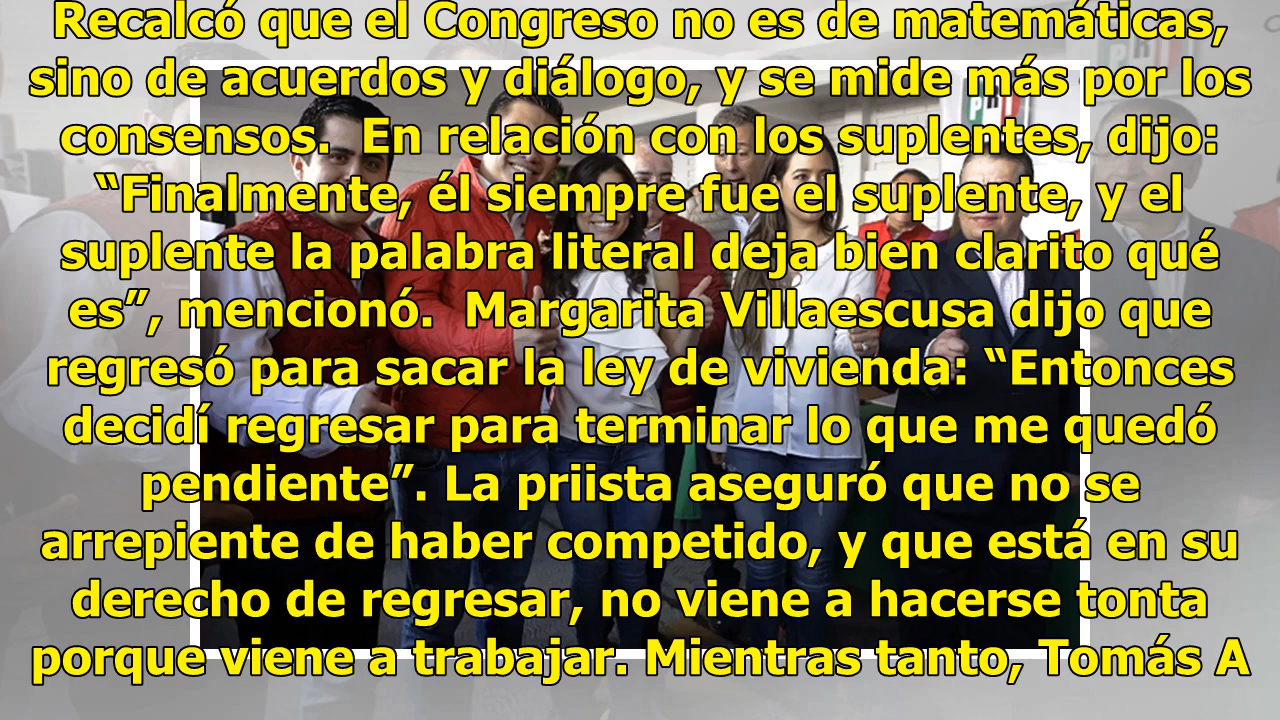 Recalcó que el Congreso no es de matemáticas,
sino de acuerdos y diálogo, y se mide más por los
consensos.  En relación con los suplentes, dijo:
“Finalmente, él siempre fue el suplente, y el
suplente la palabra literal deja bien clarito qué
es”, mencionó.  Margarita Villaescusa dijo que
regresó para sacar la ley de vivienda: “Entonces
decidí regresar para terminar lo que me quedó
pendiente”. La priista aseguró que no se
arrepiente de haber competido, y que está en su
derecho de regresar, no viene a hacerse tonta
porque viene a trabajar. Mientras tanto, Tomás A
PRI